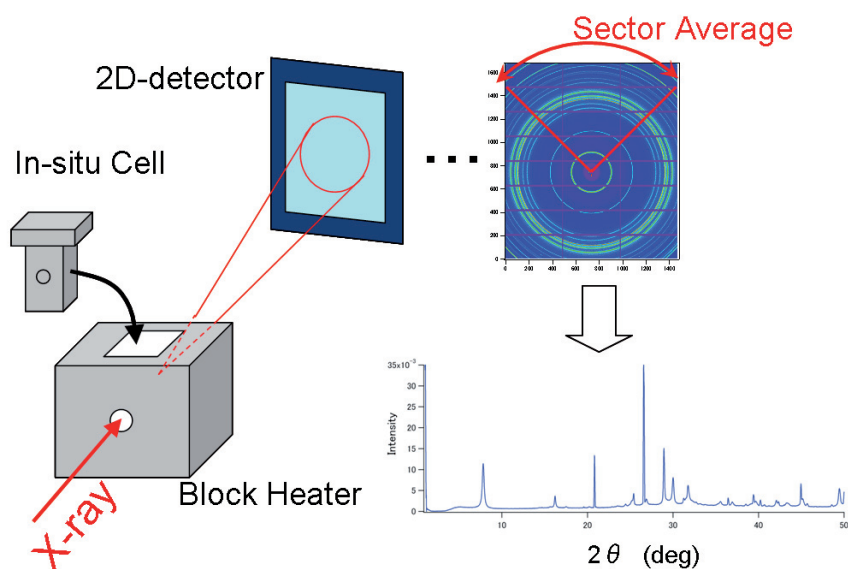 Sector Average
2D-detector
In-situ Cell
1600
1400
1200
1000
800
600
400
200
0
0 200 400 600 800 1000 1200 1400
X-ray
Block Heater
35x10⁻³
30
25
20
15
10
5
0
Intensity
10 20 30 40 50
2θ (deg)